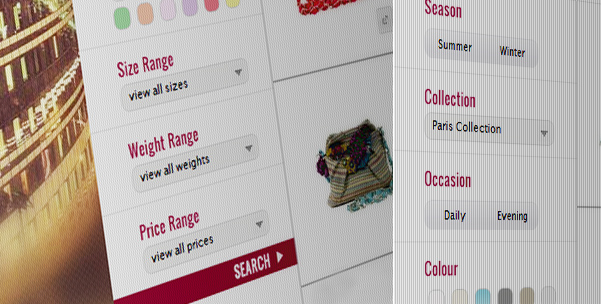 Size Range
view all sizes
Weight Range
view all weights
Price Range
view all prices
SEARCH
Season
Summer Winter
Collection
Paris Collection
Occasion
Daily Evening
Colour